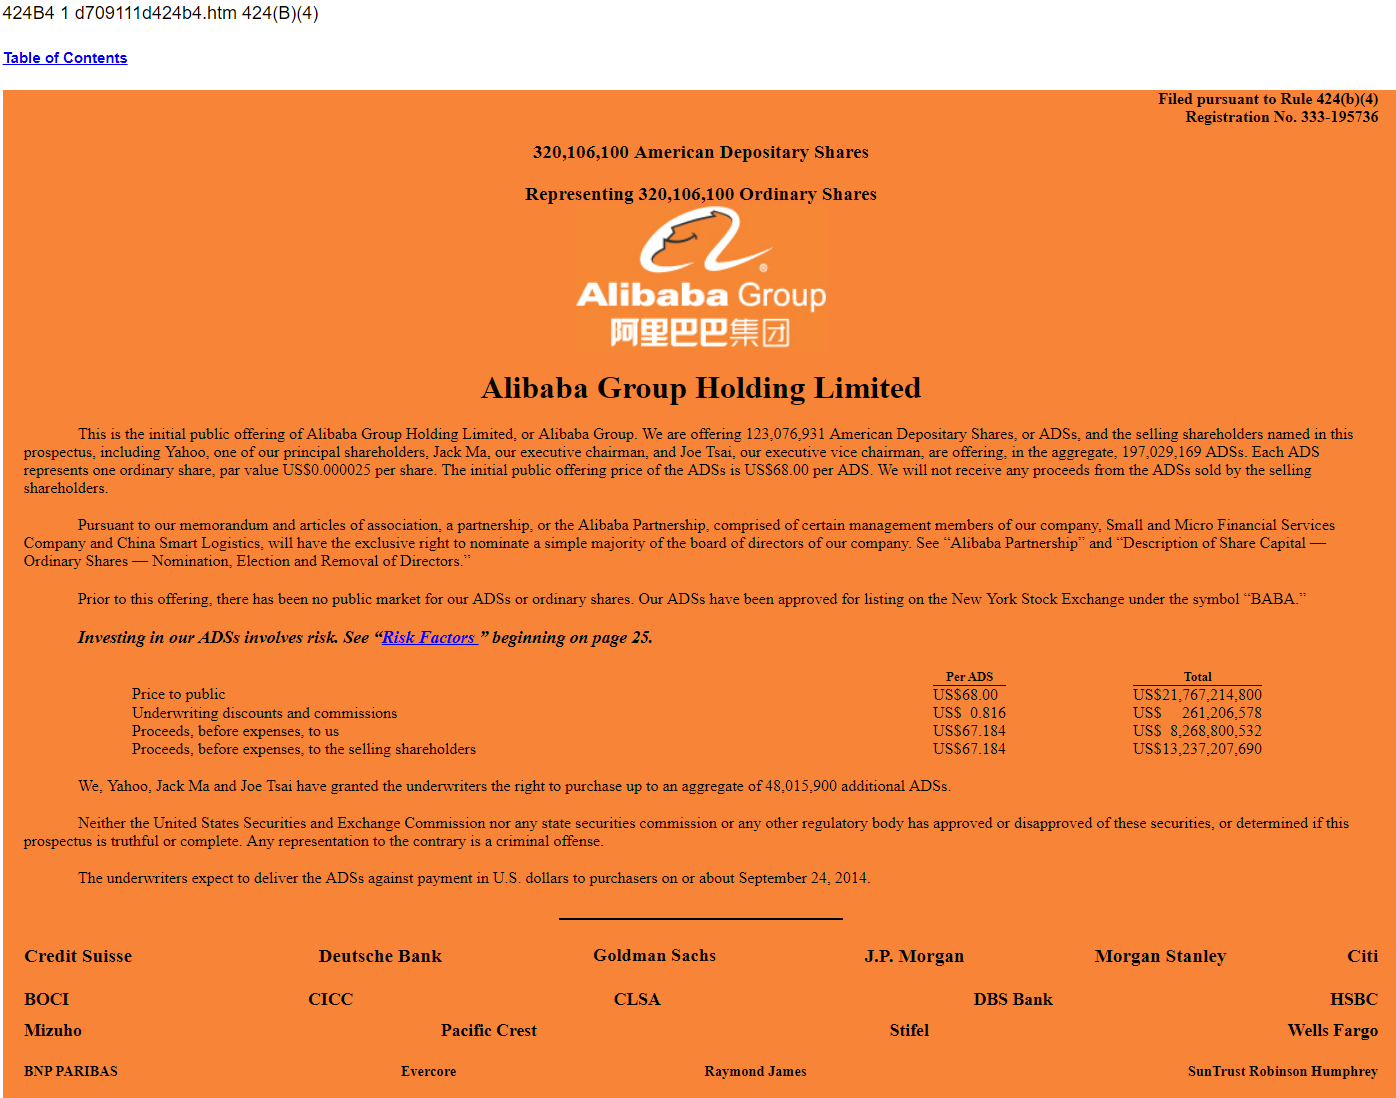 424B4 1 d709111d424b4.htm 424(B)(4)
Table of Contents
Filed pursuant to Rule 424(b)(4)
Registration No. 333-195736
320,106,100 American Depositary Shares
Representing 320,106,100 Ordinary Shares
®
Alibaba Group
阿里巴巴集团
Alibaba Group Holding Limited
This is the initial public offering of Alibaba Group Holding Limited, or Alibaba Group. We are offering 123,076,931 American Depositary Shares, or ADSs, and the selling shareholders named in this
prospectus, including Yahoo, one of our principal shareholders, Jack Ma, our executive chairman, and Joe Tsai, our executive vice chairman, are offering, in the aggregate, 197,029,169 ADSs. Each ADS
represents one ordinary share, par value US$0.000025 per share. The initial public offering price of the ADSs is US$68.00 per ADS. We will not receive any proceeds from the ADSs sold by the selling
shareholders.
Pursuant to our memorandum and articles of association, a partnership, or the Alibaba Partnership, comprised of certain management members of our company, Small and Micro Financial Services
Company and China Smart Logistics, will have the exclusive right to nominate a simple majority of the board of directors of our company. See “Alibaba Partnership” and “Description of Share Capital —
Ordinary Shares — Nomination, Election and Removal of Directors.”
Prior to this offering, there has been no public market for our ADSs or ordinary shares. Our ADSs have been approved for listing on the New York Stock Exchange under the symbol “BABA.”
Investing in our ADSs involves risk. See “Risk Factors ” beginning on page 25.
Per ADS Total
Price to public US$68.00 US$21,767,214,800
Underwriting discounts and commissions US$ 0.816 US$ 261,206,578
Proceeds, before expenses, to us US$67.184 US$ 8,268,800,532
Proceeds, before expenses, to the selling shareholders US$67.184 US$13,237,207,690
We, Yahoo, Jack Ma and Joe Tsai have granted the underwriters the right to purchase up to an aggregate of 48,015,900 additional ADSs.
Neither the United States Securities and Exchange Commission nor any state securities commission or any other regulatory body has approved or disapproved of these securities, or determined if this
prospectus is truthful or complete. Any representation to the contrary is a criminal offense.
The underwriters expect to deliver the ADSs against payment in U.S. dollars to purchasers on or about September 24, 2014.
Credit Suisse Deutsche Bank Goldman Sachs J.P. Morgan Morgan Stanley Citi
BOCI CICC CLSA DBS Bank HSBC
Mizuho Pacific Crest Stifel Wells Fargo
BNP PARIBAS Evercore Raymond James SunTrust Robinson Humphrey